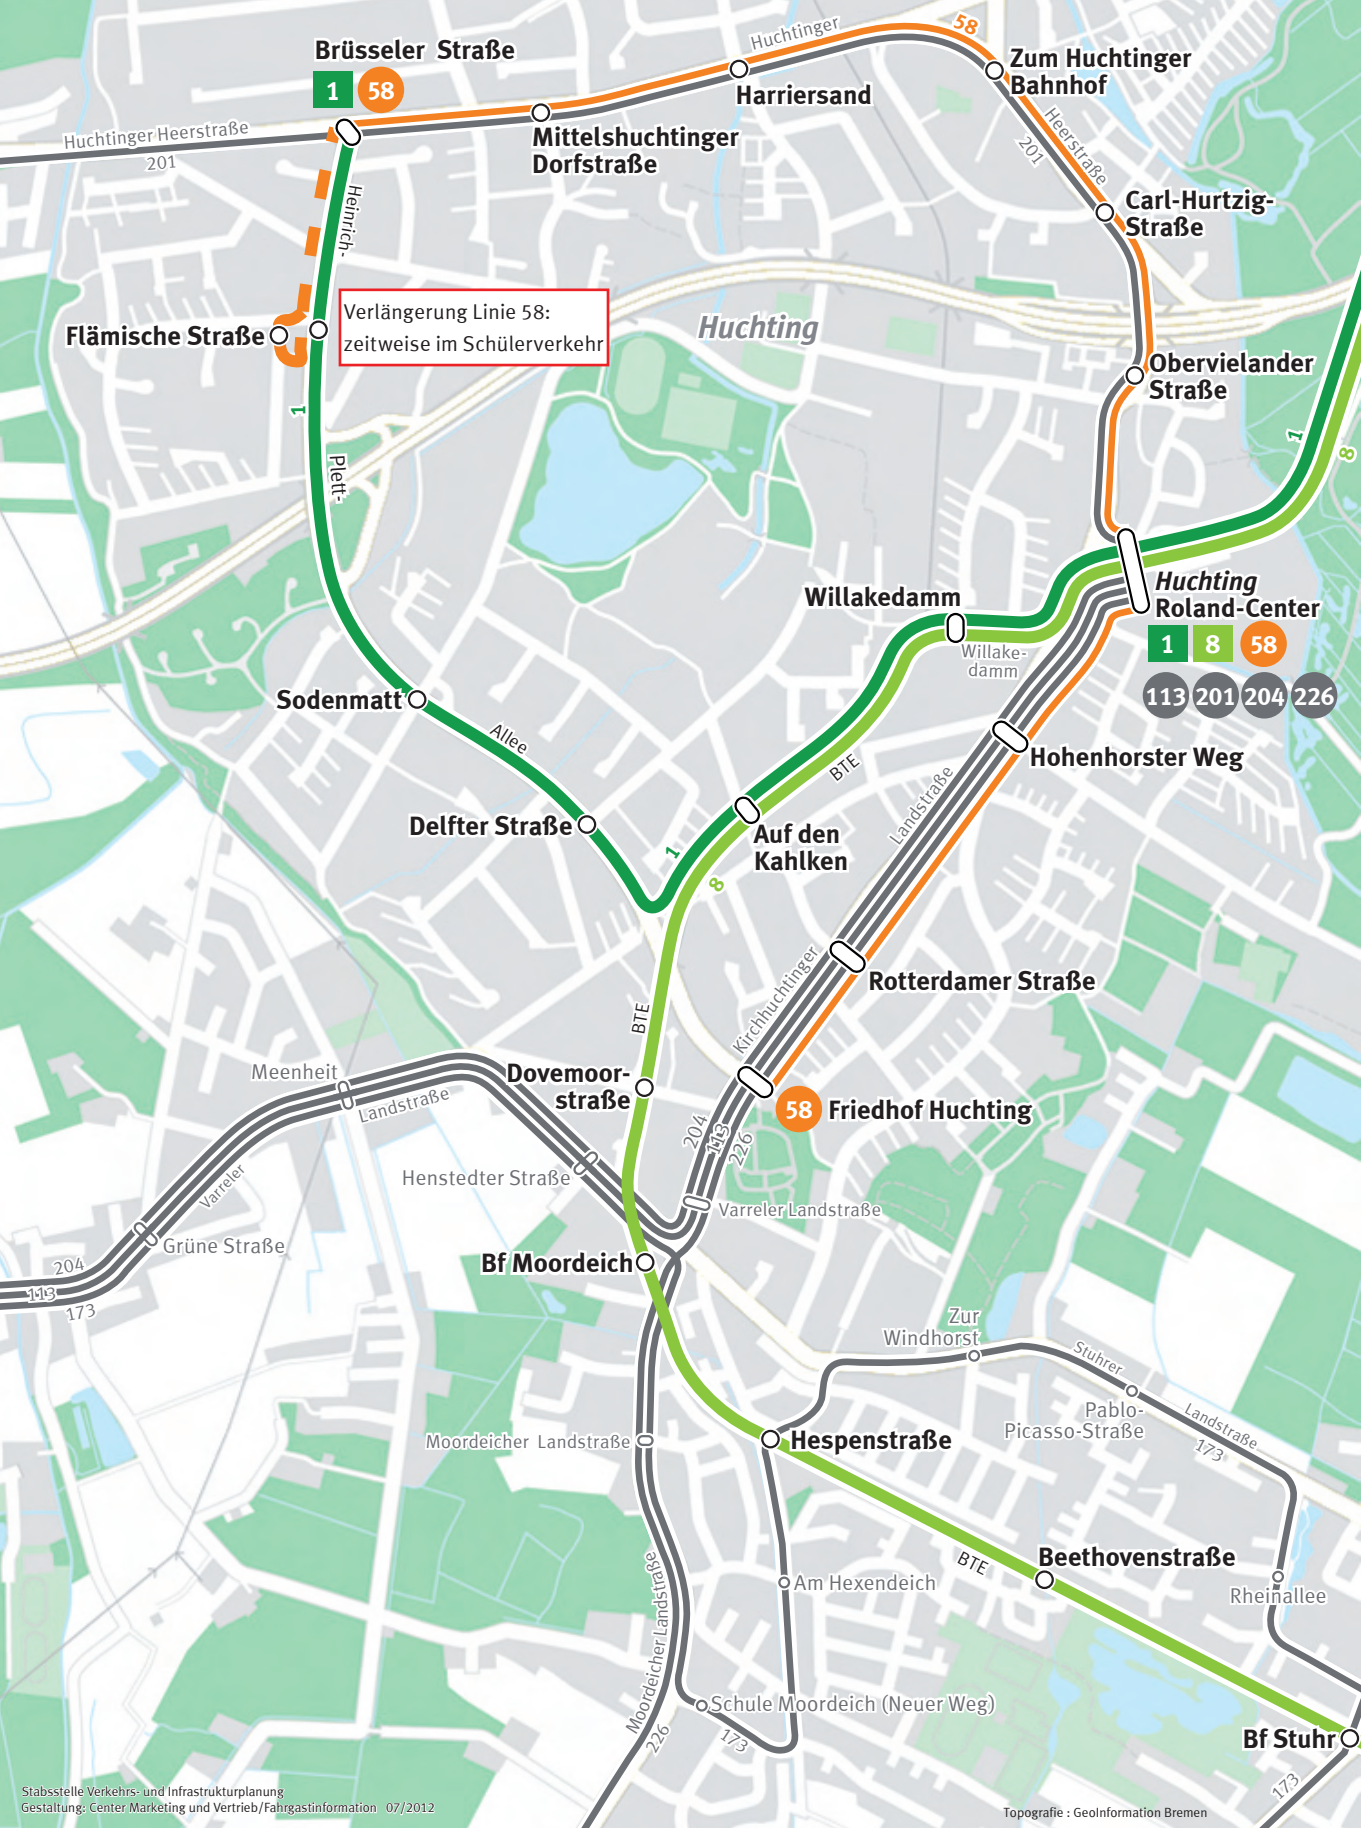 58
Huchtinger
Brüsseler Straße
1 58
Zum Huchtinger
Bahnhof
Harriersand
Huchtinger Heerstraße
201
Mittelshuchtinger
Dorfstraße
Heerstraße
201
Heinrich-
Carl-Hurtzig-
Straße
Verlängerung Linie 58:
zeitweise im Schülerverkehr
Flämische Straße
Huchting
Obervielander
Straße
1
1
8
Plett-
Huchting
Roland-Center
1 8 58
113 201 204 226
Willakedamm
Willake-
damm
Sodenmatt
Allee
Hohenhorster Weg
BTE
Landstraße
Delfter Straße
Auf den
Kahlken
1
8
Rotterdamer Straße
Kirchhuchtinger
BTE
Meenheit
Landstraße
Dovemoor-
straße
58 Friedhof Huchting
204
113
226
Henstedter Straße
Varreler
Varreler Landstraße
Grüne Straße
Bf Moordeich
204
113
173
Zur
Windhorst
Stuhrer
Pablo-
Picasso-Straße
Landstraße
173
Moordeicher Landstraße
Hespenstraße
BTE
Beethovenstraße
Am Hexendeich
Rheinallee
Moordeicher Landstraße
226
Schule Moordeich (Neuer Weg)
173
Bf Stuhr
173
Stabsstelle Verkehrs- und Infrastrukturplanung
Gestaltung: Center Marketing und Vertrieb/Fahrgastinformation 07/2012
Topografie : GeoInformation Bremen